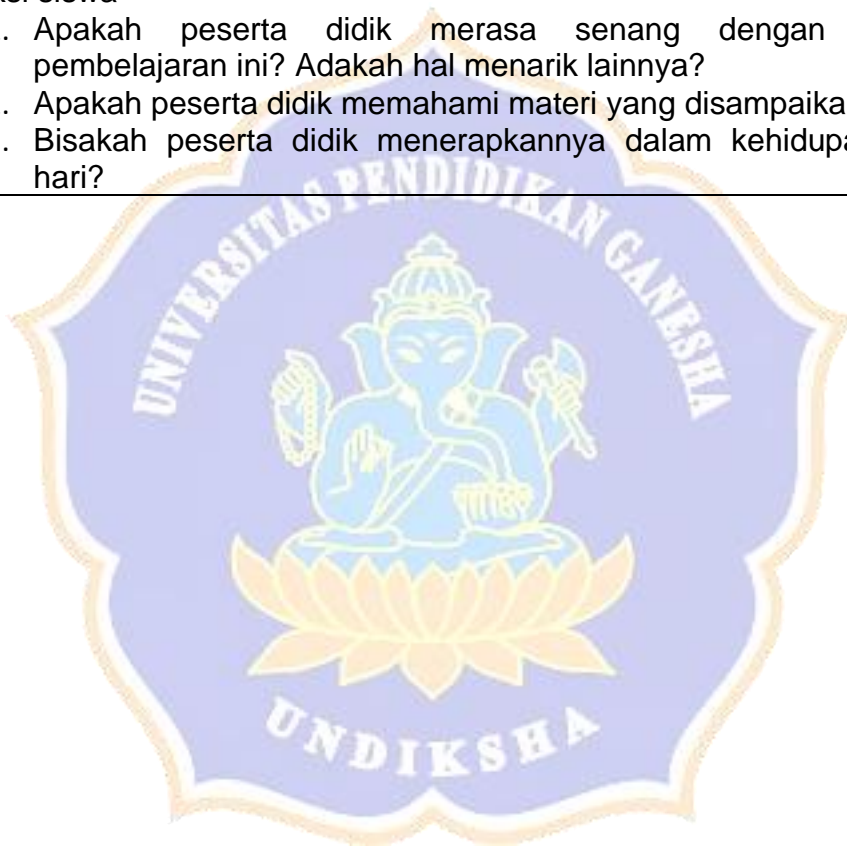 siswa
. Apakah peserta didik merasa senang dengan
pembelajaran ini? Adakah hal menarik lainnya?
. Apakah peserta didik memahami materi yang disampaika
. Bisakah peserta didik menerapkannya dalam kehidupa
hari?
UNIVERSITAS PENDIDIKAN GANESHA
UNDIKSHA